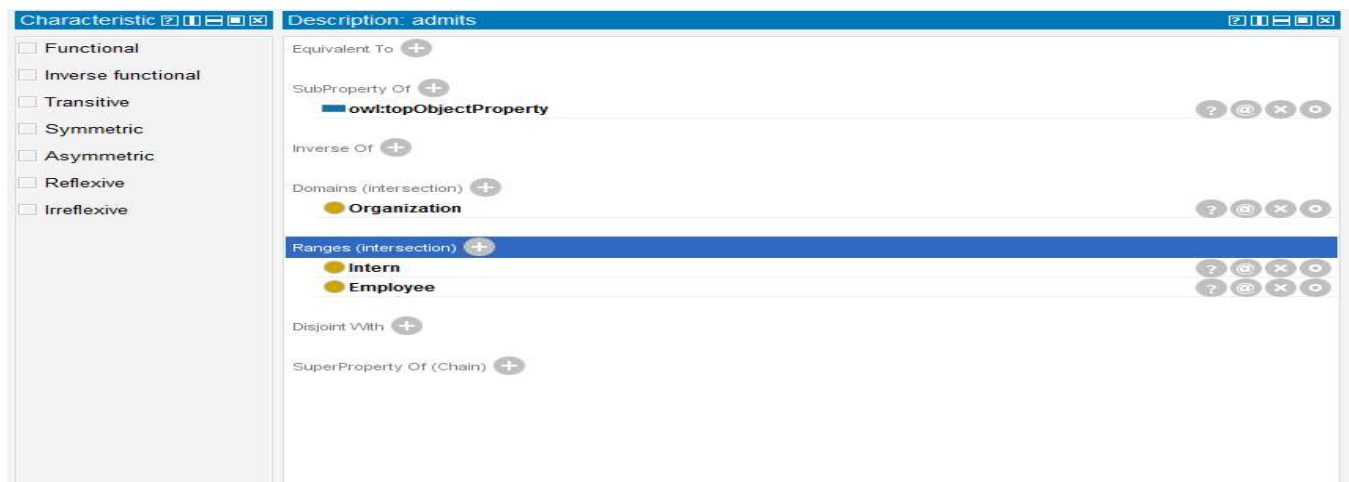 Characteristic
Functional
Inverse functional
Transitive
Symmetric
Asymmetric
Reflexive
Irreflexive
Description: admits
Equivalent To
SubProperty Of
owl:topObjectProperty
Inverse Of
Domains (intersection)
Organization
Ranges (intersection)
Intern
Employee
Disjoint With
SuperProperty Of (Chain)